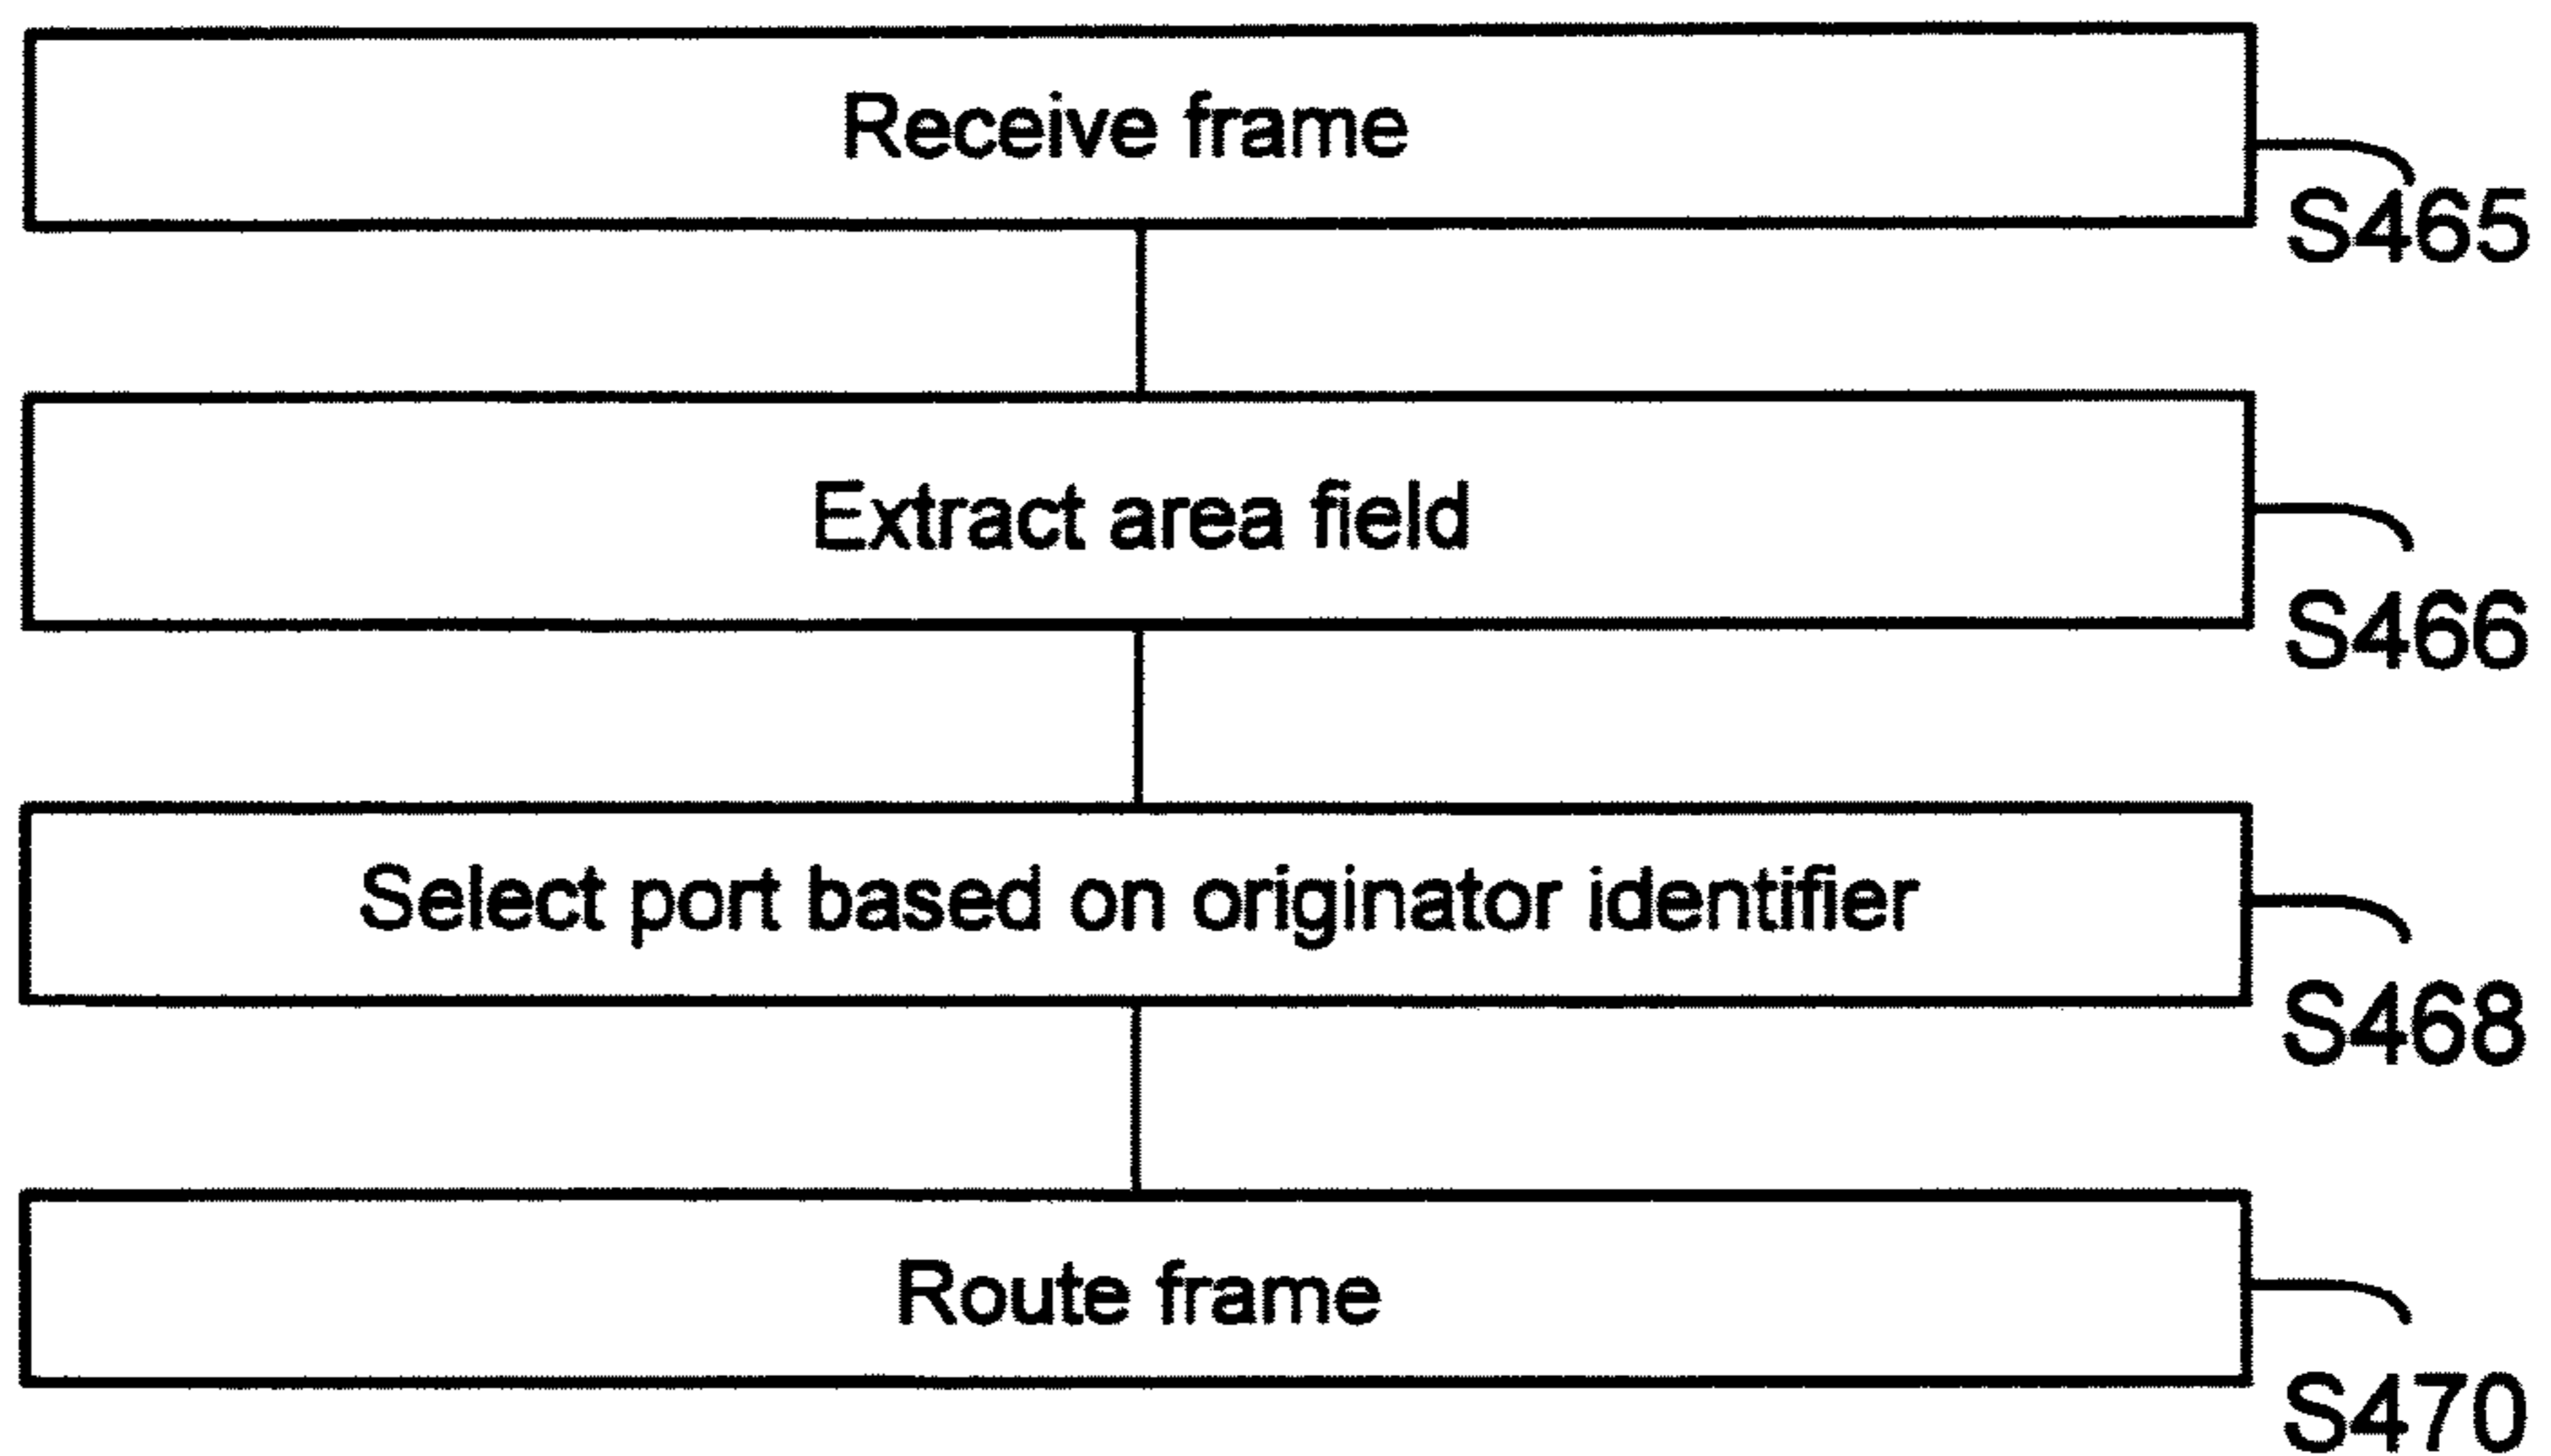 Receive frame
S465
Extract area field
S466
Select port based on originator identifier
S468
Route frame
S470